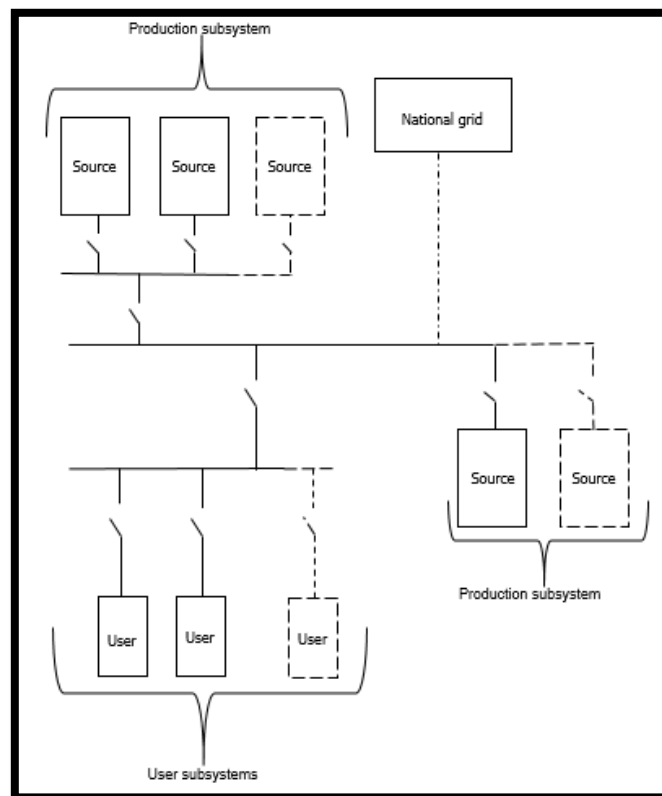 Production subsystem
National grid
Source
Source
Source
Source
Source
Production subsystem
User
User
User
User subsystems